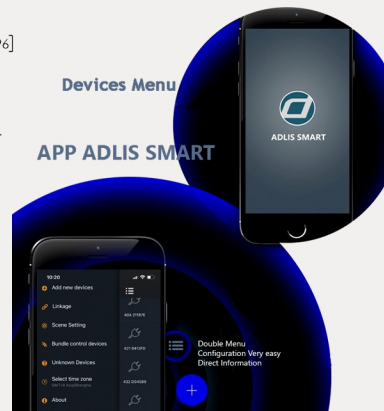 96]
Devices Menu
ADLIS SMART
APP ADLIS SMART
10:20
Add new devices
Linkage
Scene Setting
Bundle control devices
Unknown Devices
Select time zone
About
Double Menu
Configuration Very easy
Direct Information